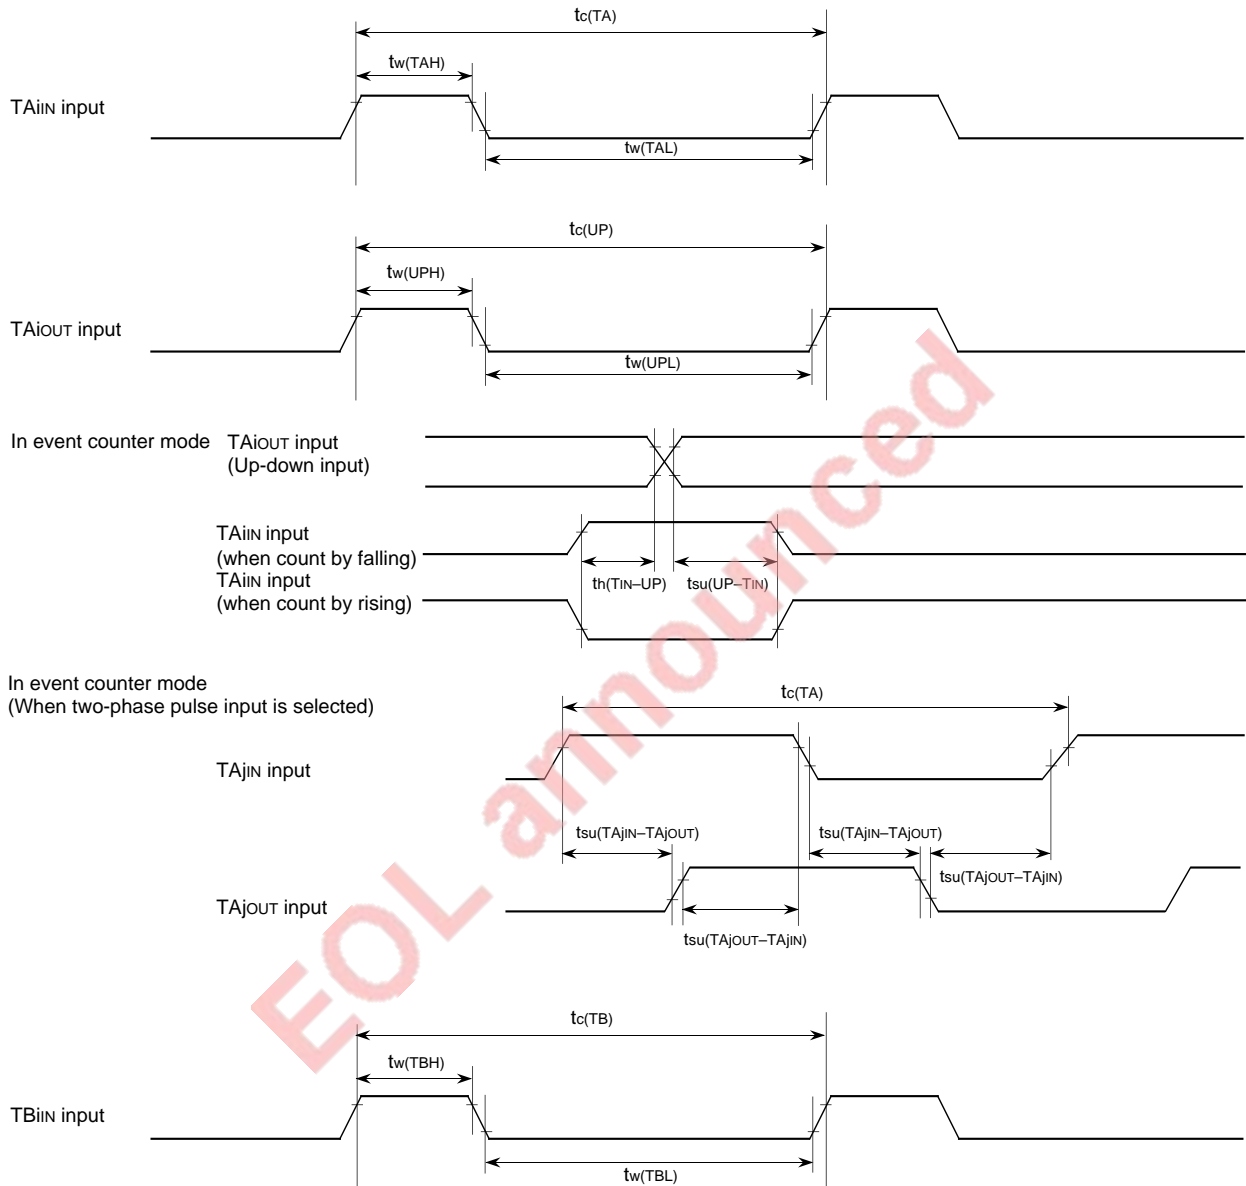 tc(TA)
tw(TAH)
TAiIN input
tw(TAL)
tc(UP)
tw(UPH)
TAiOUT input
tw(UPL)
In event counter mode TAiOUT input
(Up-down input)
TAiIN input
(when count by falling)
th(TIN–UP) tsu(UP–TIN)
TAiIN input
(when count by rising)
In event counter mode
(When two-phase pulse input is selected)
tc(TA)
TAjIN input
tsu(TAjIN–TAjOUT) tsu(TAjIN–TAjOUT)
tsu(TAjOUT–TAjIN)
TAjOUT input
tsu(TAjOUT–TAjIN)
tc(TB)
tw(TBH)
TBiIN input
tw(TBL)
EOL announced